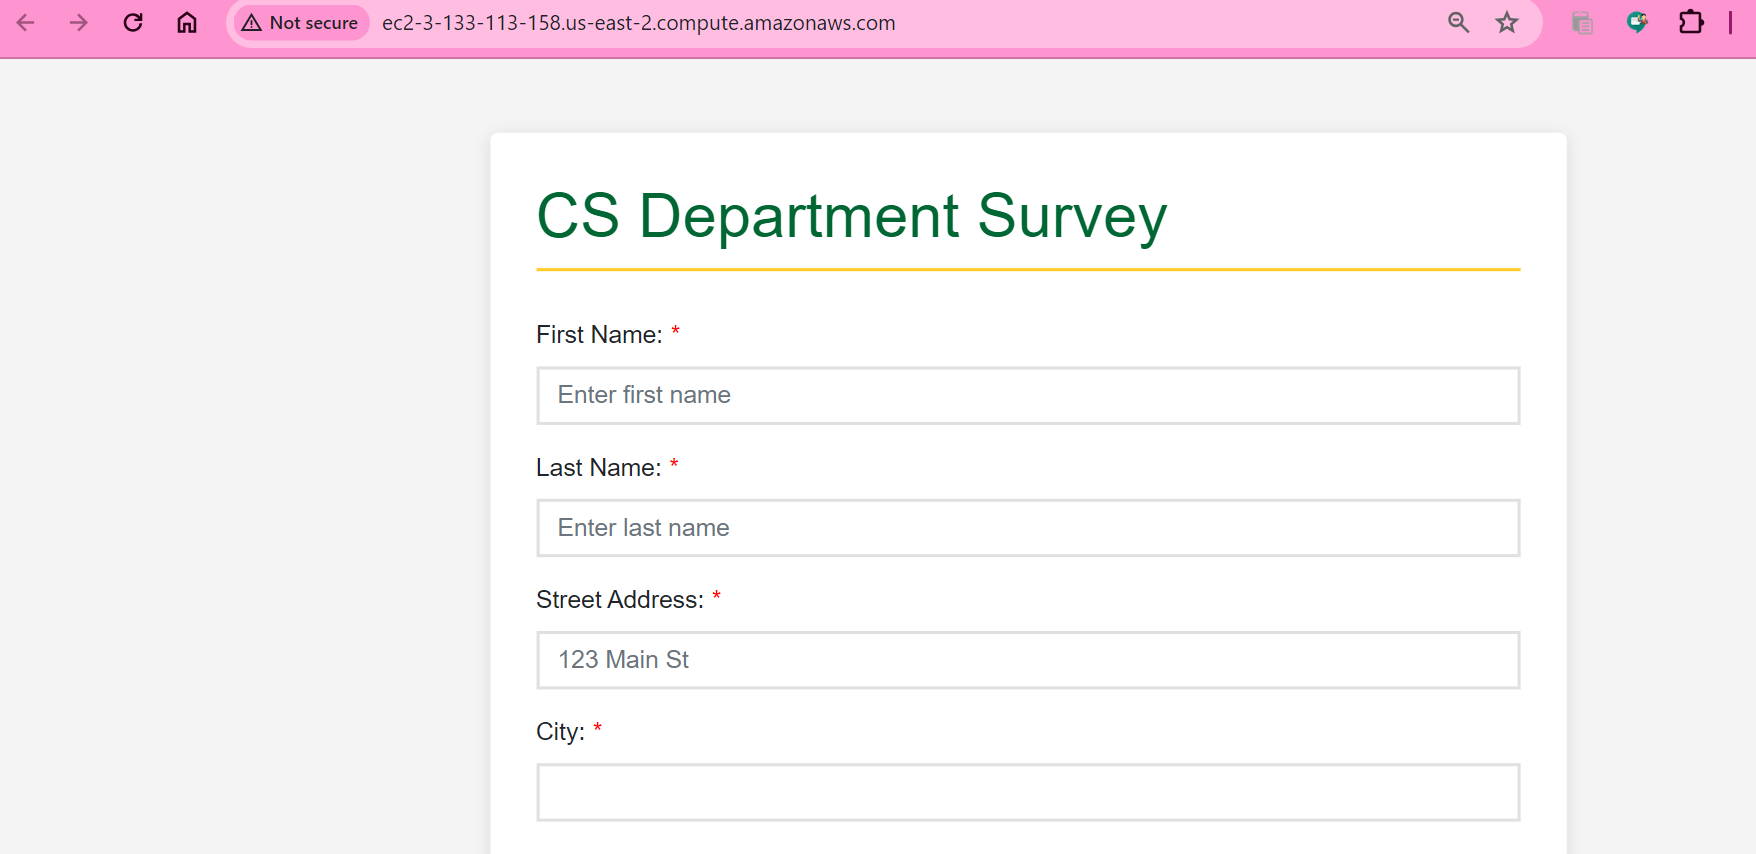 Not secure ec2-3-133-113-158.us-east-2.compute.amazonaws.com
CS Department Survey
First Name: *
Enter first name
Last Name: *
Enter last name
Street Address: *
123 Main St
City: *